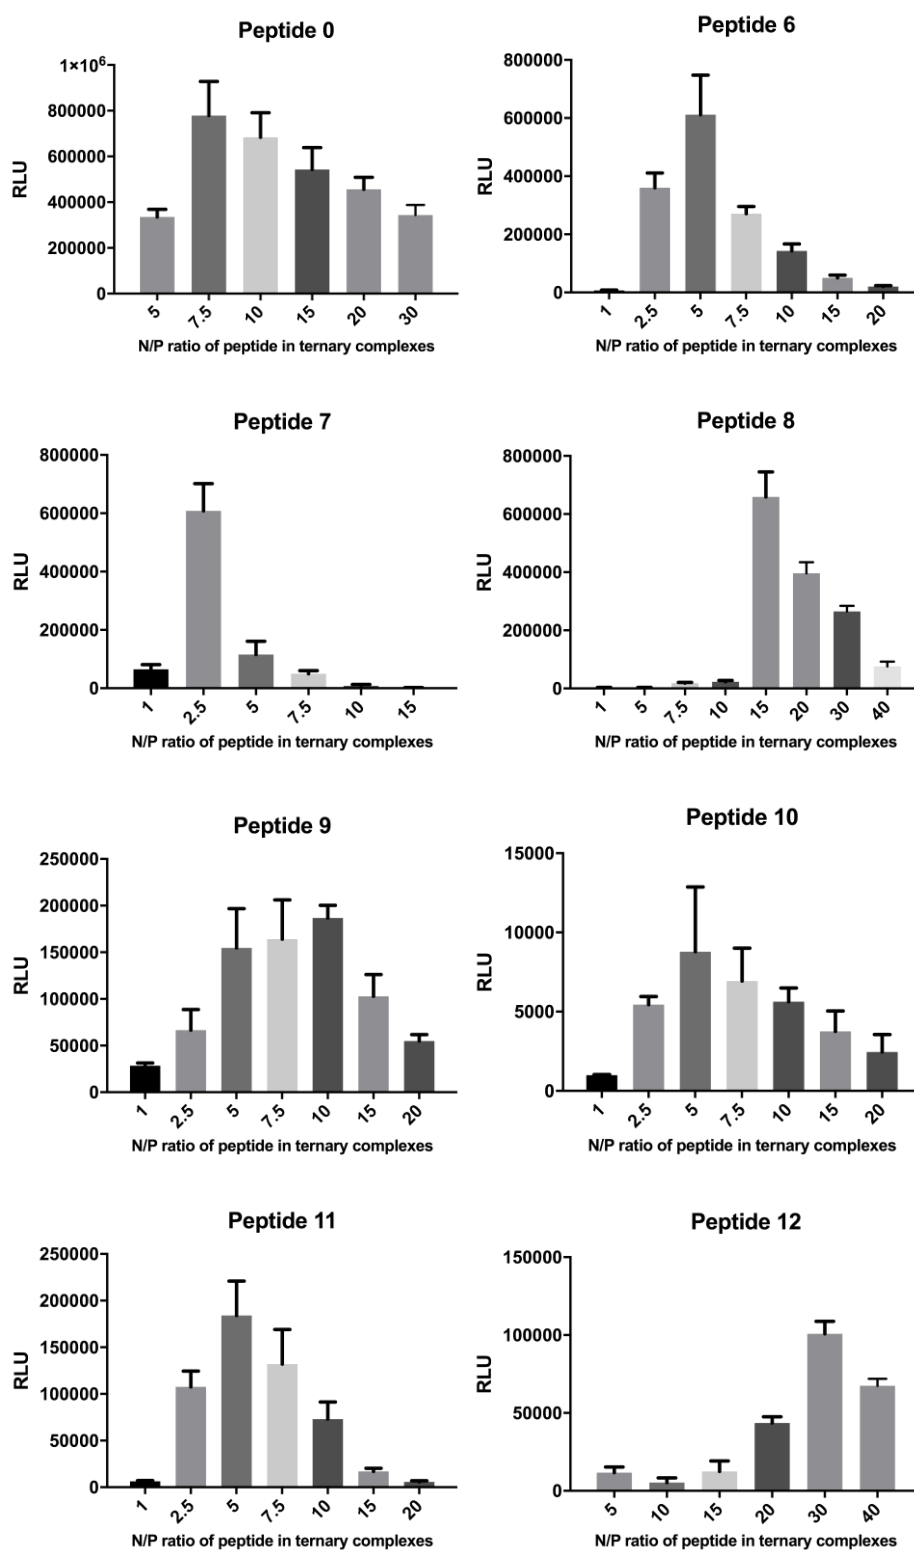 Peptide 0
1×10⁶
800000
600000
400000
200000
0
RLU
5 7.5 10 15 20 30
N/P ratio of peptide in ternary complexes
Peptide 6
800000
600000
400000
200000
0
RLU
1 2.5 5 7.5 10 15 20
N/P ratio of peptide in ternary complexes
Peptide 7
800000
600000
400000
200000
0
RLU
1 2.5 5 7.5 10 15
N/P ratio of peptide in ternary complexes
Peptide 8
800000
600000
400000
200000
0
RLU
1 5 7.5 10 15 20 30 40
N/P ratio of peptide in ternary complexes
Peptide 9
250000
200000
150000
100000
50000
0
RLU
1 2.5 5 7.5 10 15 20
N/P ratio of peptide in ternary complexes
Peptide 10
15000
10000
5000
0
RLU
1 2.5 5 7.5 10 15 20
N/P ratio of peptide in ternary complexes
Peptide 11
250000
200000
150000
100000
50000
0
RLU
1 2.5 5 7.5 10 15 20
N/P ratio of peptide in ternary complexes
Peptide 12
150000
100000
50000
0
RLU
5 10 15 20 30 40
N/P ratio of peptide in ternary complexes